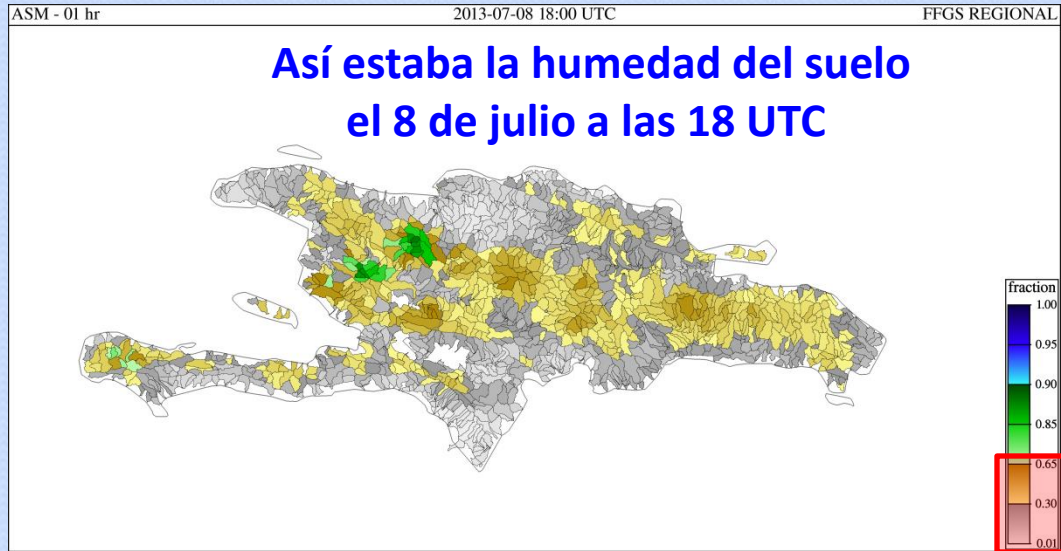 ASM - 01 hr 2013-07-08 18:00 UTC FFGS REGIONAL
Así estaba la humedad del suelo
el 8 de julio a las 18 UTC
fraction
1.00
0.95
0.90
0.85
0.65
0.30
0.01